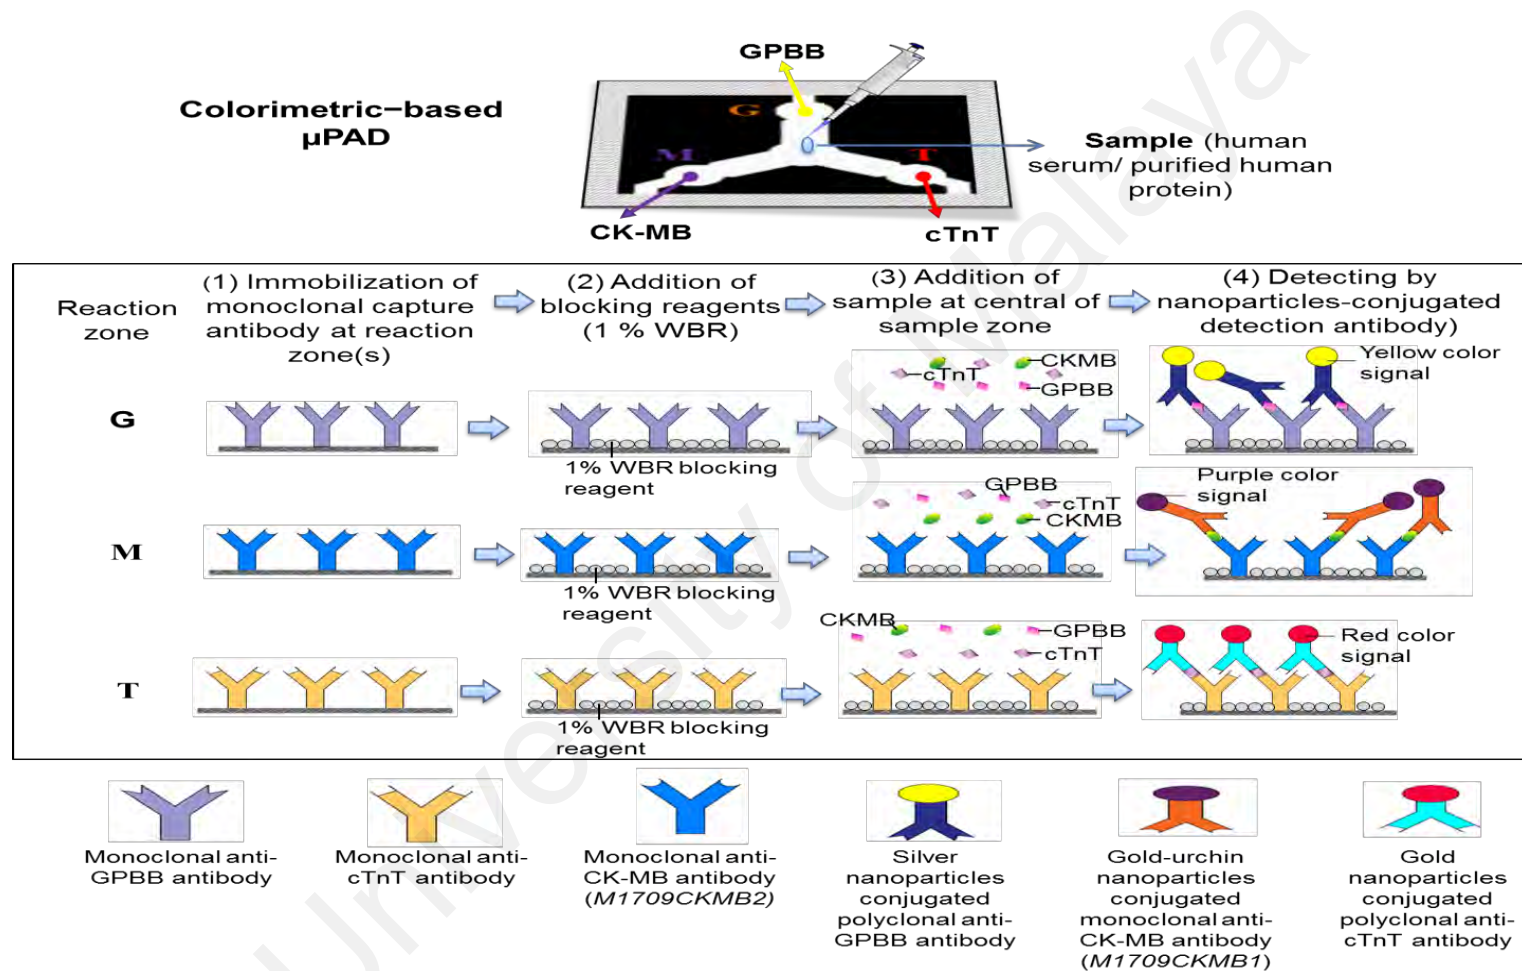 GPBB
Colorimetric−based
µPAD
G
M
T
Sample (human
serum/ purified human
protein)
CK-MB
cTnT
Reaction
zone
(1) Immobilization of
monoclonal capture
antibody at reaction
zone(s)
(2) Addition of
blocking reagents
(1 % WBR)
(3) Addition of
sample at central of
sample zone
(4) Detecting by
nanoparticles-conjugated
detection antibody)
G
1% WBR blocking
reagent
CKMB
cTnT
GPBB
Yellow color
signal
M
1% WBR blocking
reagent
GPBB
cTnT
CKMB
Purple color
signal
T
1% WBR blocking
reagent
CKMB
GPBB
cTnT
Red color
signal
Monoclonal anti-
GPBB antibody
Monoclonal anti-
cTnT antibody
Monoclonal anti-
CK-MB antibody
(M1709CKMB2)
Silver
nanoparticles
conjugated
polyclonal anti-
GPBB antibody
Gold-urchin
nanoparticles
conjugated
monoclonal anti-
CK-MB antibody
(M1709CKMB1)
Gold
nanoparticles
conjugated
polyclonal anti-
cTnT antibody
University of Malaya